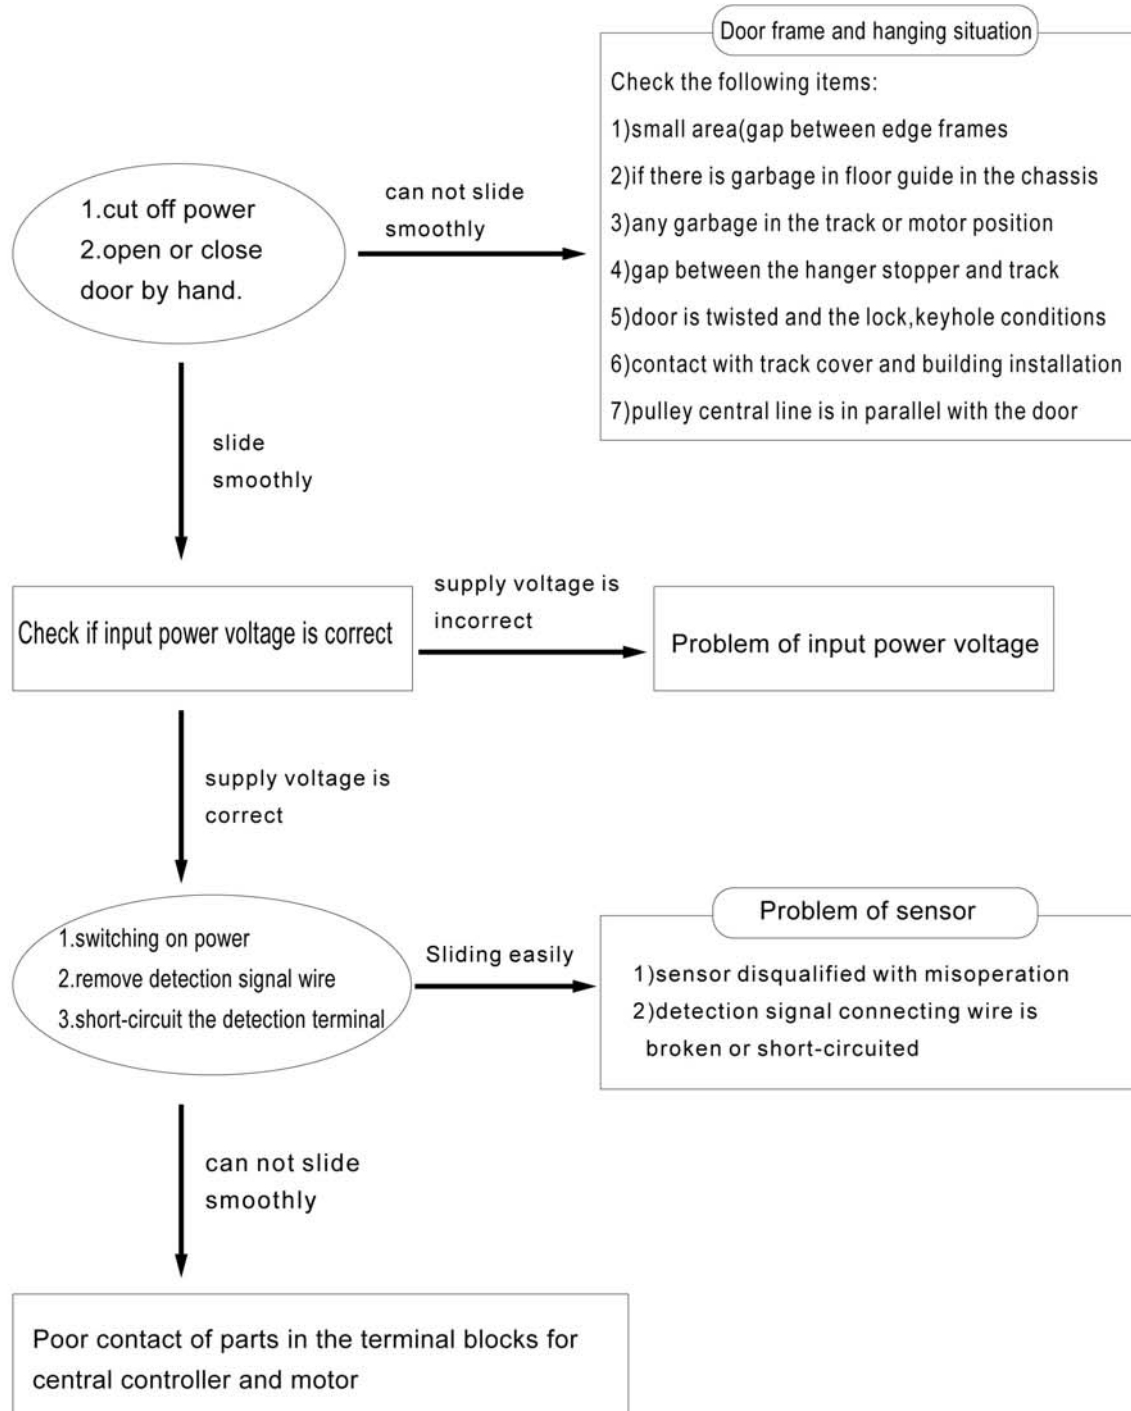 Door frame and hanging situation
Check the following items:
1)small area(gap between edge frames
2)if there is garbage in floor guide in the chassis
3)any garbage in the track or motor position
4)gap between the hanger stopper and track
5)door is twisted and the lock,keyhole conditions
6)contact with track cover and building installation
7)pulley central line is in parallel with the door
1.cut off power
2.open or close
door by hand.
can not slide
smoothly
slide
smoothly
Check if input power voltage is correct
supply voltage is
incorrect
Problem of input power voltage
supply voltage is
correct
1.switching on power
2.remove detection signal wire
3.short-circuit the detection terminal
Sliding easily
Problem of sensor
1)sensor disqualified with misoperation
2)detection signal connecting wire is
broken or short-circuited
can not slide
smoothly
Poor contact of parts in the terminal blocks for
central controller and motor